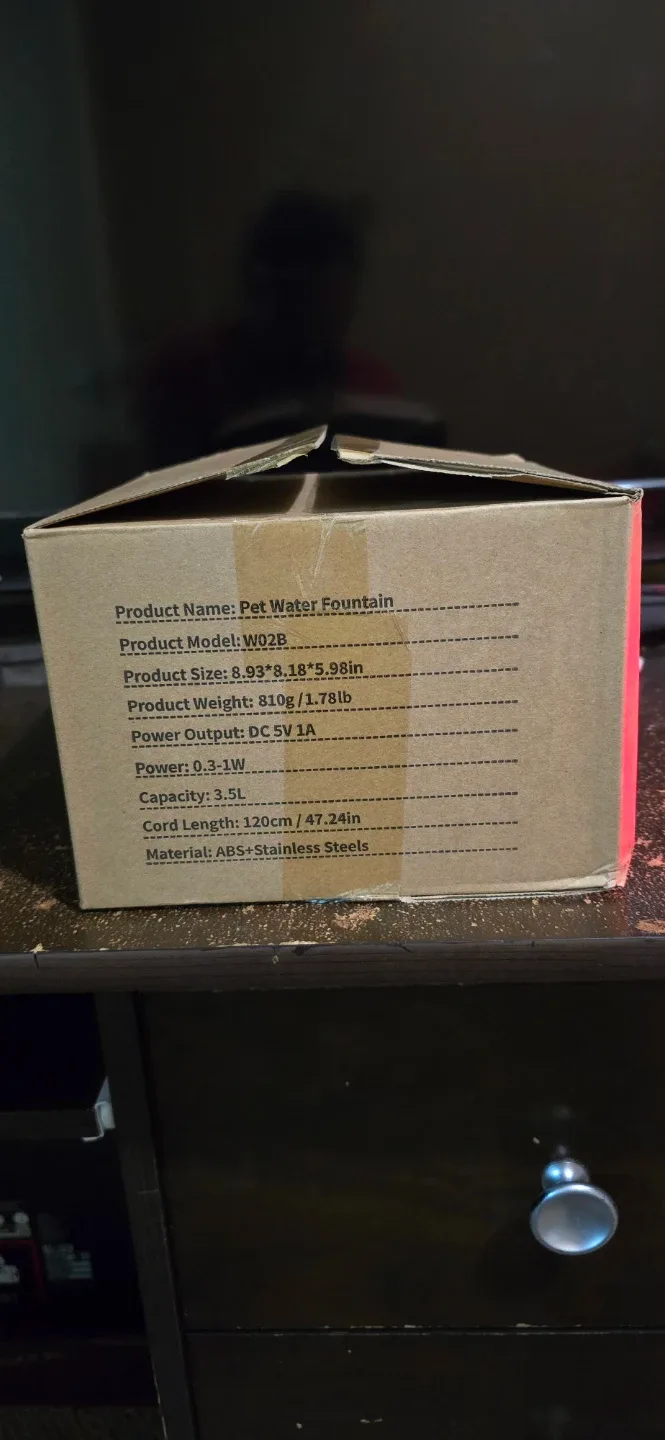 Product Name: Pet Water Fountain
Product Model: W02B
Product Size: 8.93*8.18*5.98in
Product Weight: 810g /1.78lb
Power Output: DC 5V 1A
Power: 0.3-1W
Capacity: 3.5L
Cord Length: 120cm / 47.24in
Material: ABS+Stainless Steels